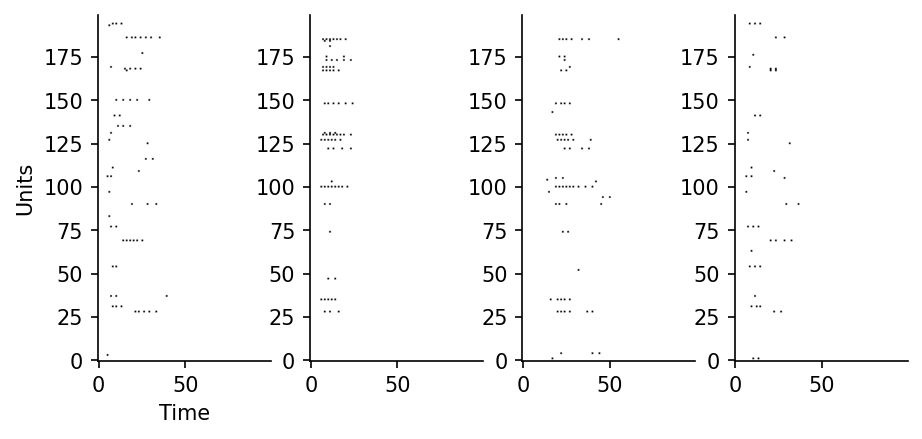 175 175 175 175
150 150 150 150
125 125 125 125
Units 100 100 100 100
75 75 75 75
50 50 50 50
25 25 25 25
0 0 0 0
0 50 0 50 0 50 0 50
Time